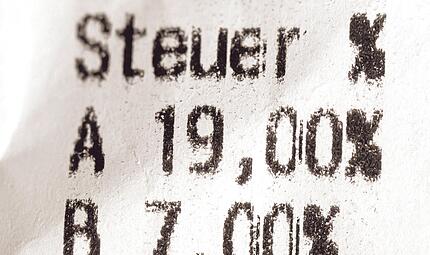 Steuer %
A 19,00%
B 7,00%